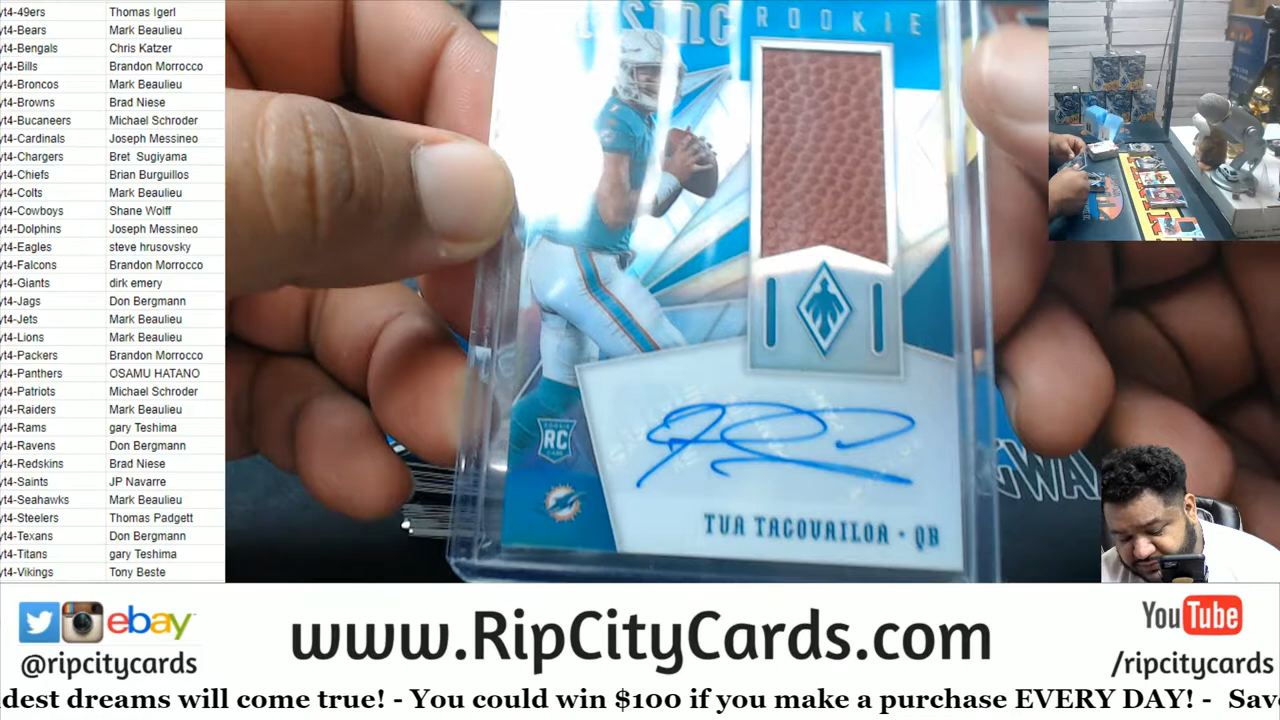 yt4-49ers Thomas Igerl
yt4-Bears Mark Beaulieu
yt4-Bengals Chris Katzer
yt4-Bills Brandon Morrocco
yt4-Broncos Mark Beaulieu
yt4-Browns Brad Niese
yt4-Bucaneers Michael Schroder
yt4-Cardinals Joseph Messineo
yt4-Chargers Bret Sugiyama
yt4-Chiefs Brian Burguillos
yt4-Colts Mark Beaulieu
yt4-Cowboys Shane Wolff
yt4-Dolphins Joseph Messineo
yt4-Eagles steve hrusovsky
yt4-Falcons Brandon Morrocco
yt4-Giants dirk emery
yt4-Jags Don Bergmann
yt4-Jets Mark Beaulieu
yt4-Lions Mark Beaulieu
yt4-Packers Brandon Morrocco
yt4-Panthers OSAMU HATANO
yt4-Patriots Michael Schroder
yt4-Raiders Mark Beaulieu
yt4-Rams gary Teshima
yt4-Ravens Don Bergmann
yt4-Redskins Brad Niese
yt4-Saints JP Navarre
yt4-Seahawks Mark Beaulieu
yt4-Steelers Thomas Padgett
yt4-Texans Don Bergmann
yt4-Titans gary Teshima
yt4-Vikings Tony Beste
ROOKIE
RC
TUA TAGOVAILOA • QB
ebay
@ripcitycards
www.RipCityCards.com
YouTube
/ripcitycards
dest dreams will come true! - You could win $100 if you make a purchase EVERY DAY! - Sav